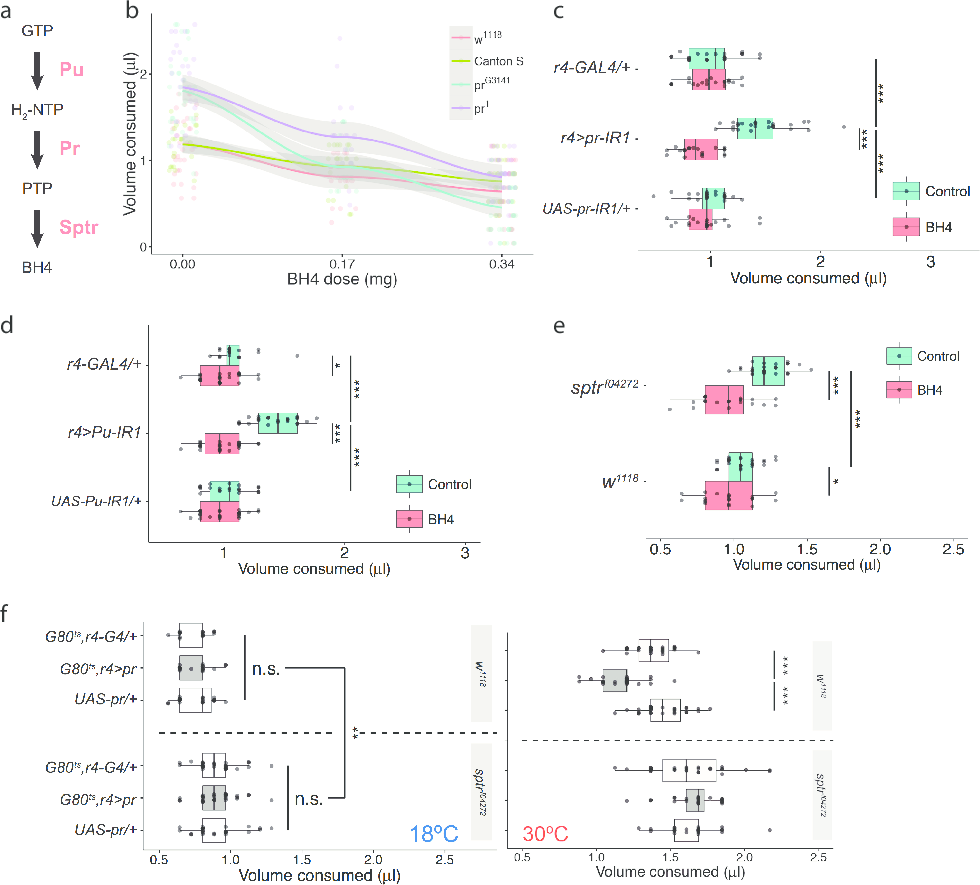 a
GTP
Pu
H2-NTP
Pr
PTP
Sptr
BH4
b
Volume consumed (µl)
2
1
0
w1118
Canton S
prG3141
pr1
0.00
0.17
0.34
BH4 dose (mg)
c
r4-GAL4/+
r4>pr-IR1
UAS-pr-IR1/+
***
***
***
Control
BH4
1
2
3
Volume consumed (µl)
d
r4-GAL4/+
r4>Pu-IR1
UAS-Pu-IR1/+
*
***
***
***
Control
BH4
1
2
3
Volume consumed (µl)
e
sptrf04272
w1118
***
***
*
Control
BH4
0.5
1.0
1.5
2.0
2.5
Volume consumed (µl)
f
G80ts,r4-G4/+
G80ts,r4>pr
UAS-pr/+
n.s.
w1118
**
G80ts,r4-G4/+
G80ts,r4>pr
UAS-pr/+
n.s.
sptrf04272
18ºC
0.5
1.0
1.5
2.0
2.5
Volume consumed (µl)
***
***
w1118
sptrf04272
30ºC
0.5
1.0
1.5
2.0
2.5
Volume consumed (µl)